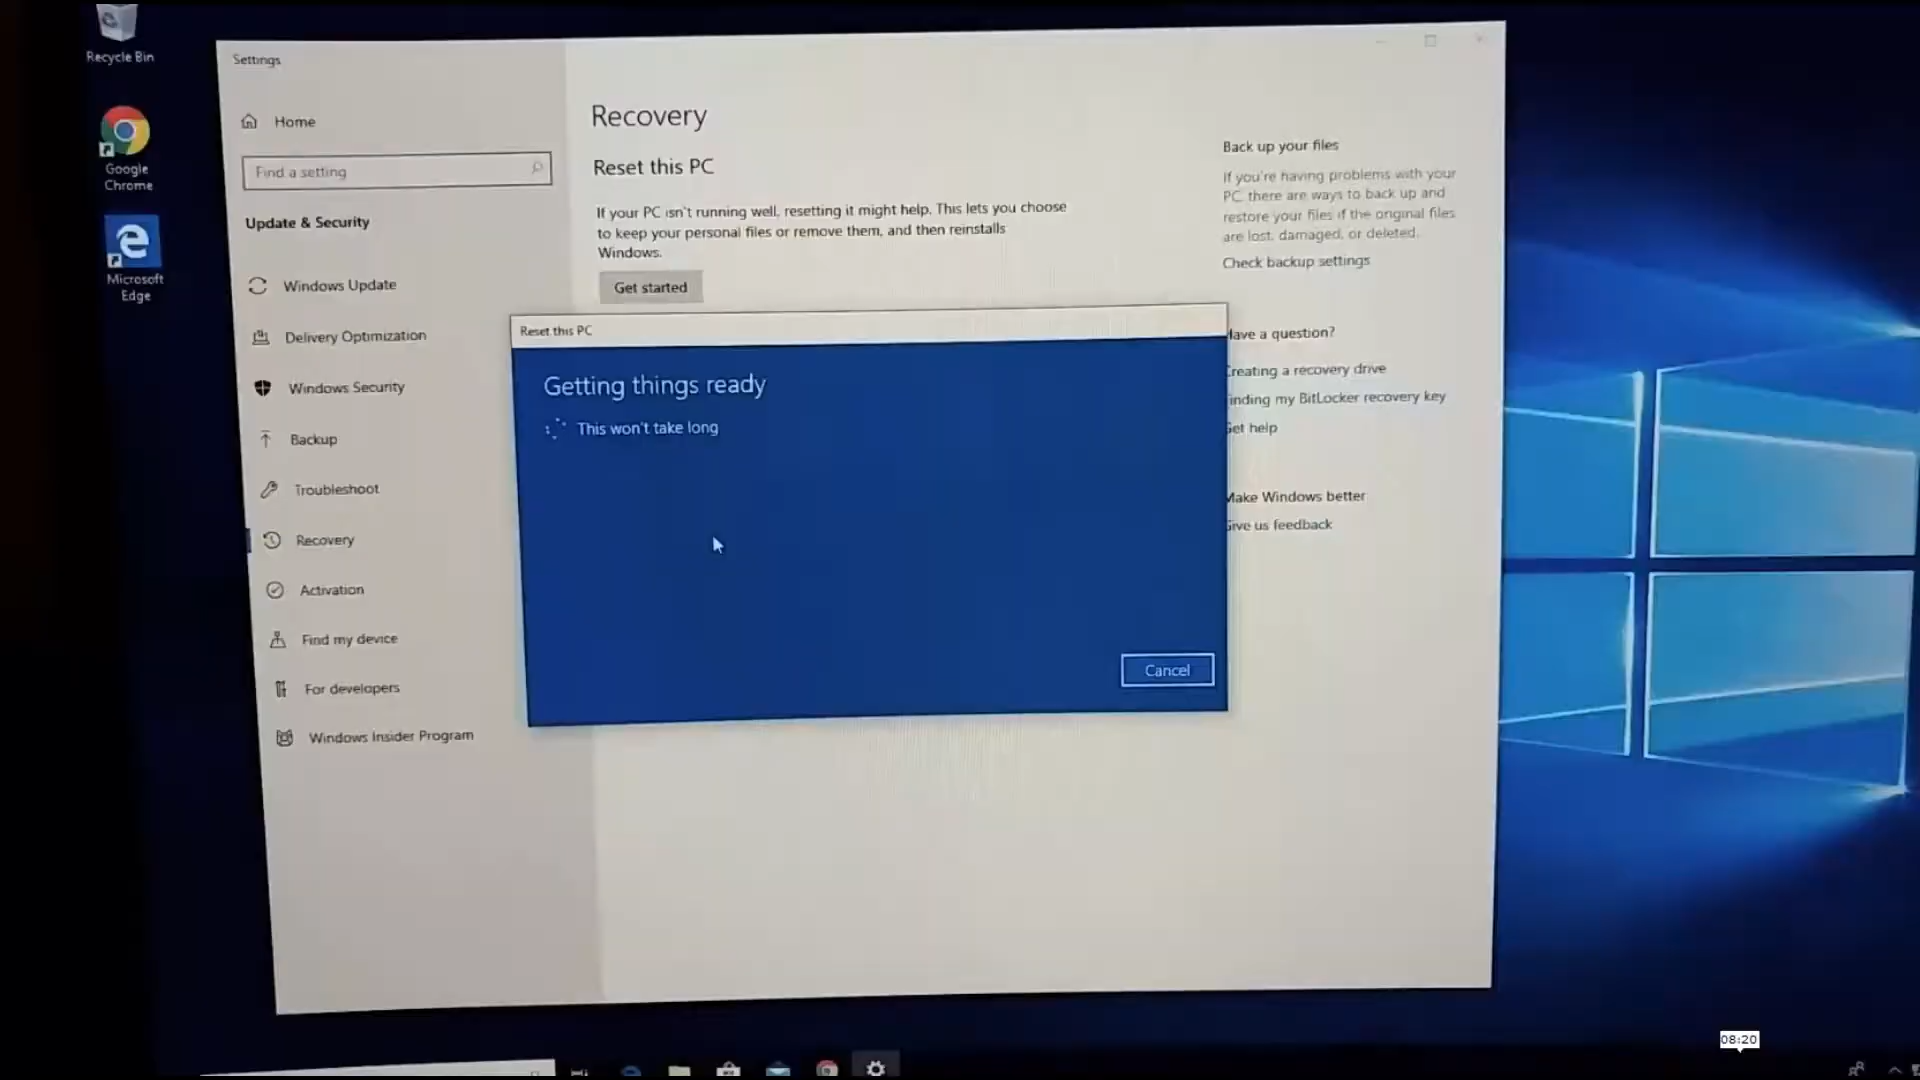 Recycle Bin
Google
Chrome
Microsoft
Edge
Settings
Home
Find a setting
Update & Security
Windows Update
Delivery Optimization
Windows Security
Backup
Troubleshoot
Recovery
Activation
Find my device
For developers
Windows Insider Program
Recovery
Reset this PC
If your PC isn't running well, resetting it might help. This lets you choose
to keep your personal files or remove them, and then reinstalls
Windows.
Get started
Reset this PC
Getting things ready
This won't take long
Cancel
Back up your files
If you're having problems with your
PC, there are ways to back up and
restore your files if the original files
are lost, damaged, or deleted.
Check backup settings
Have a question?
Creating a recovery drive
Finding my BitLocker recovery key
Get help
Make Windows better
Give us feedback
08:20